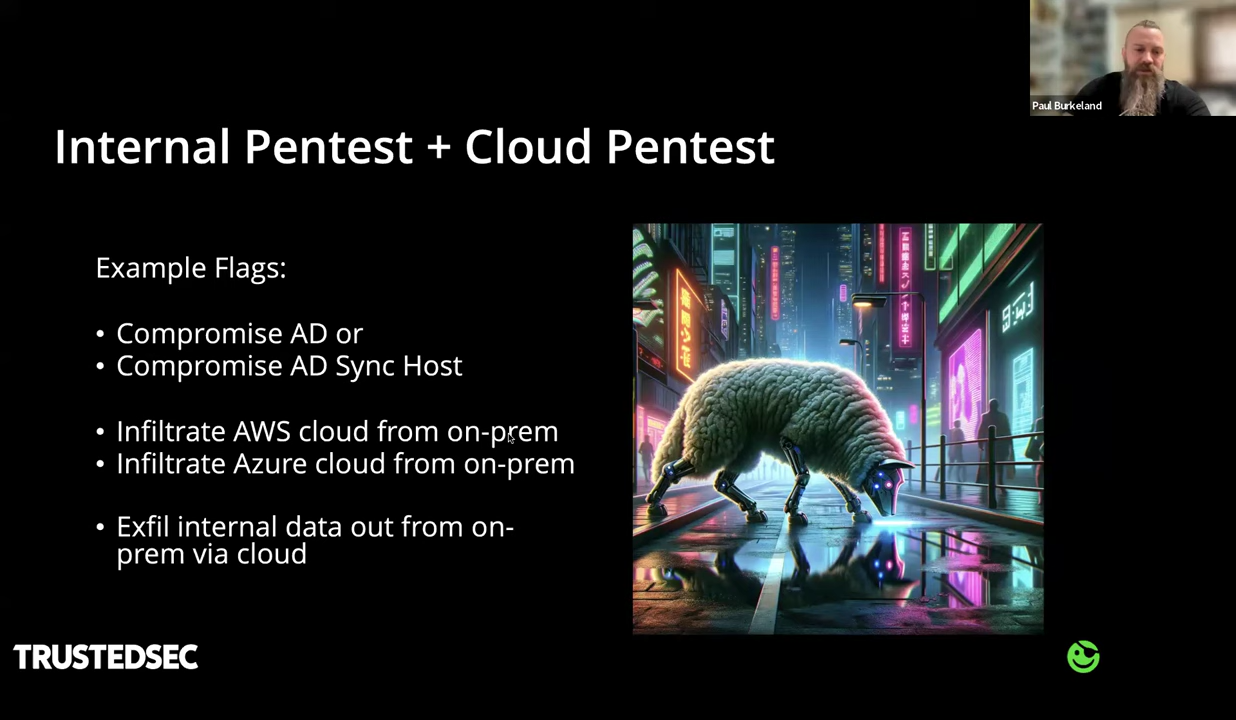 Paul Burkeland
Internal Pentest + Cloud Pentest
Example Flags:
• Compromise AD or
• Compromise AD Sync Host
• Infiltrate AWS cloud from on-prem
• Infiltrate Azure cloud from on-prem
• Exfil internal data out from on-
prem via cloud
TRUSTEDSEC